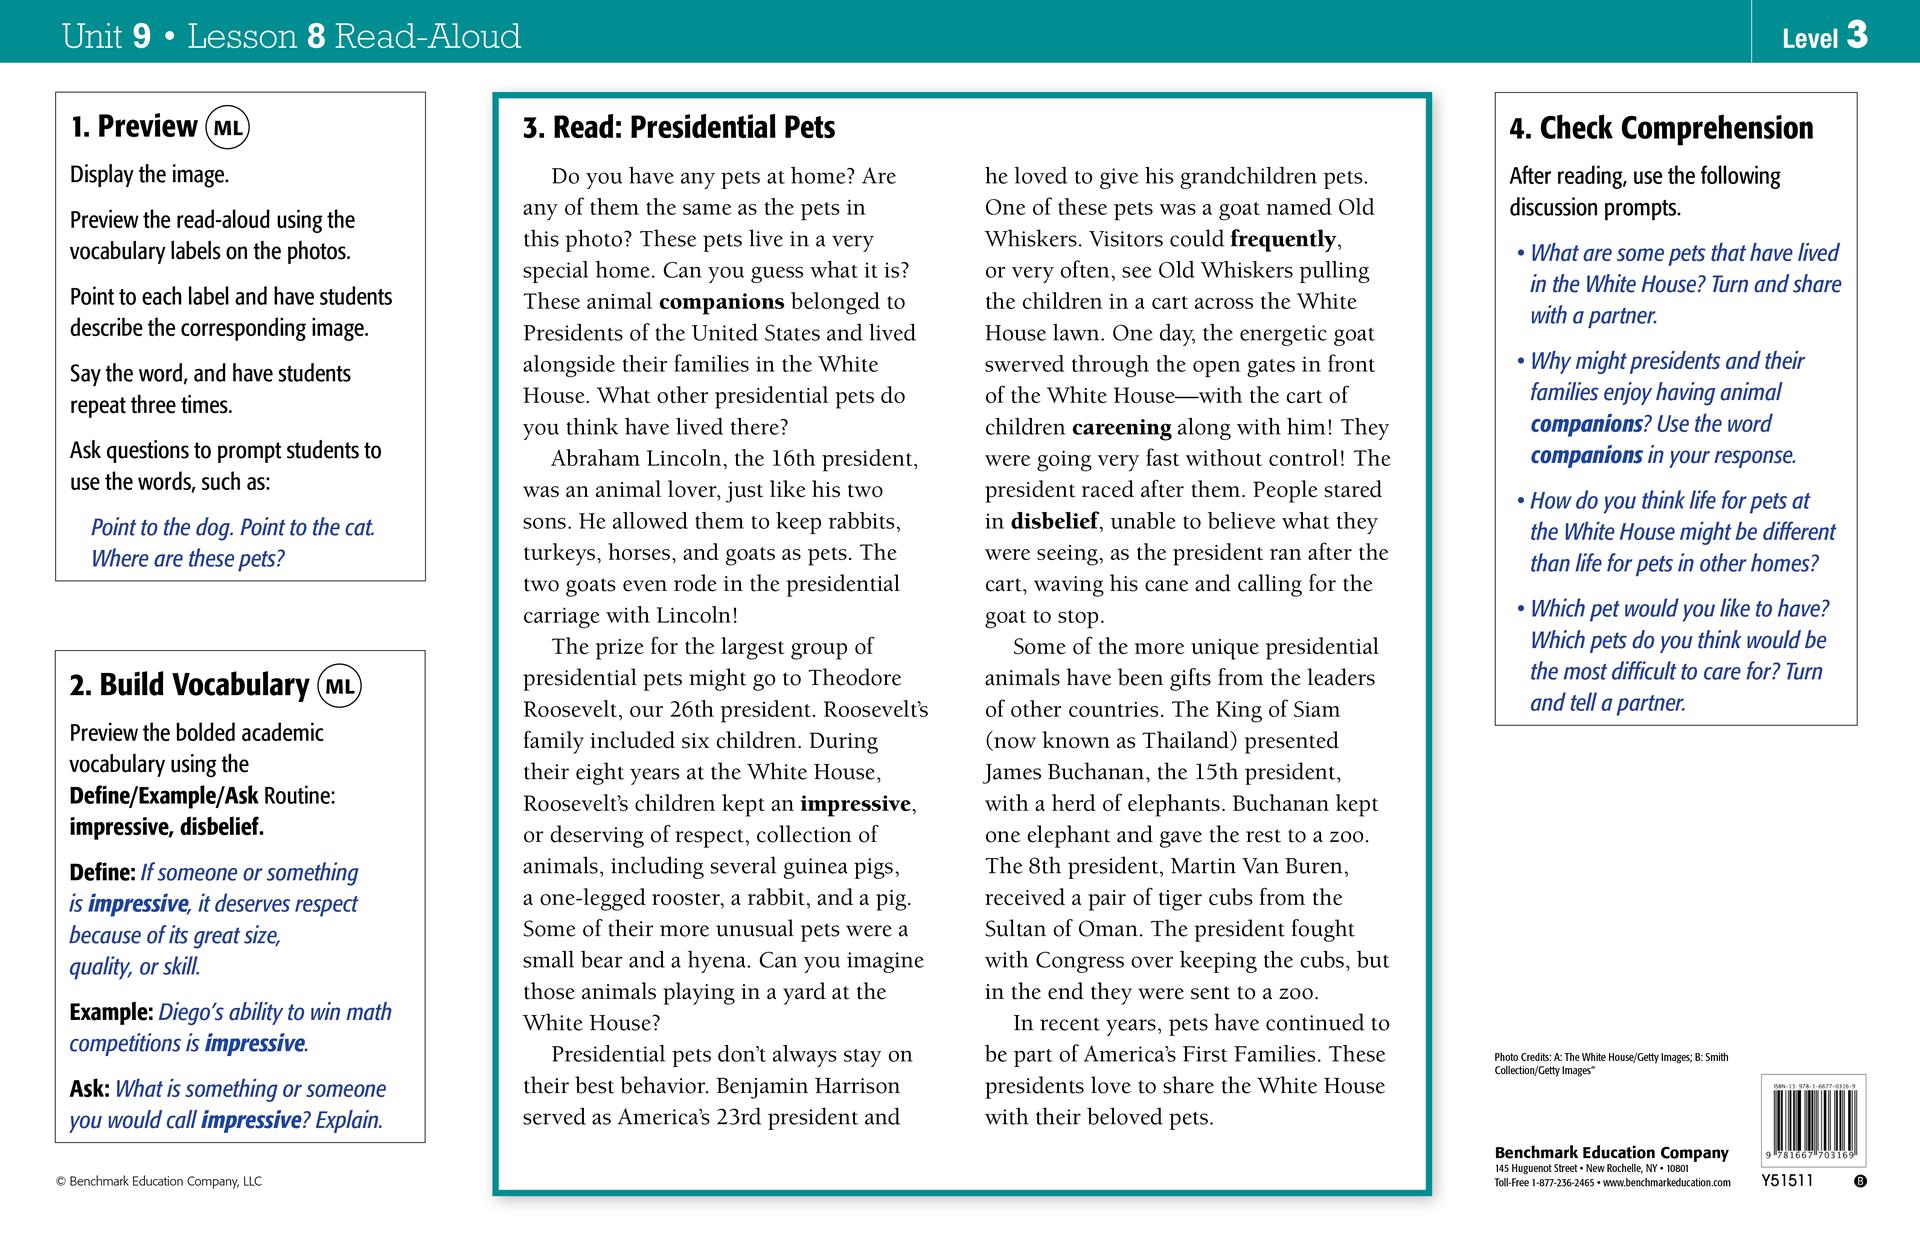 Unit 9 • Lesson 8 Read-Aloud
Level 3
1. Preview ML
Display the image.
Preview the read-aloud using the
vocabulary labels on the photos.
Point to each label and have students
describe the corresponding image.
Say the word, and have students
repeat three times.
Ask questions to prompt students to
use the words, such as:
Point to the dog. Point to the cat.
Where are these pets?
2. Build Vocabulary ML
Preview the bolded academic
vocabulary using the
Define/Example/Ask Routine:
impressive, disbelief.
Define: If someone or something
is impressive, it deserves respect
because of its great size,
quality, or skill.
Example: Diego's ability to win math
competitions is impressive.
Ask: What is something or someone
you would call impressive? Explain.
© Benchmark Education Company, LLC
3. Read: Presidential Pets
Do you have any pets at home? Are
any of them the same as the pets in
this photo? These pets live in a very
special home. Can you guess what it is?
These animal companions belonged to
Presidents of the United States and lived
alongside their families in the White
House. What other presidential pets do
you think have lived there?
Abraham Lincoln, the 16th president,
was an animal lover, just like his two
sons. He allowed them to keep rabbits,
turkeys, horses, and goats as pets. The
two goats even rode in the presidential
carriage with Lincoln!
The prize for the largest group of
presidential pets might go to Theodore
Roosevelt, our 26th president. Roosevelt's
family included six children. During
their eight years at the White House,
Roosevelt's children kept an impressive,
or deserving of respect, collection of
animals, including several guinea pigs,
a one-legged rooster, a rabbit, and a pig.
Some of their more unusual pets were a
small bear and a hyena. Can you imagine
those animals playing in a yard at the
White House?
Presidential pets don't always stay on
their best behavior. Benjamin Harrison
served as America's 23rd president and
he loved to give his grandchildren pets.
One of these pets was a goat named Old
Whiskers. Visitors could frequently,
or very often, see Old Whiskers pulling
the children in a cart across the White
House lawn. One day, the energetic goat
swerved through the open gates in front
of the White House—with the cart of
children careening along with him! They
were going very fast without control! The
president raced after them. People stared
in disbelief, unable to believe what they
were seeing, as the president ran after the
cart, waving his cane and calling for the
goat to stop.
Some of the more unique presidential
animals have been gifts from the leaders
of other countries. The King of Siam
(now known as Thailand) presented
James Buchanan, the 15th president,
with a herd of elephants. Buchanan kept
one elephant and gave the rest to a zoo.
The 8th president, Martin Van Buren,
received a pair of tiger cubs from the
Sultan of Oman. The president fought
with Congress over keeping the cubs, but
in the end they were sent to a zoo.
In recent years, pets have continued to
be part of America's First Families. These
presidents love to share the White House
with their beloved pets.
4. Check Comprehension
After reading, use the following
discussion prompts.
• What are some pets that have lived
in the White House? Turn and share
with a partner.
• Why might presidents and their
families enjoy having animal
companions? Use the word
companions in your response.
• How do you think life for pets at
the White House might be different
than life for pets in other homes?
• Which pet would you like to have?
Which pets do you think would be
the most difficult to care for? Turn
and tell a partner.
Photo Credits: A: The White House/Getty Images; B: Smith
Collection/Getty Images"
Benchmark Education Company
145 Huguenot Street • New Rochelle, NY • 10801
Toll-Free 1-877-236-2465 • www.benchmarkeducation.com
ISBN-13 978-1-6677-0316-9
9 781667 703169
Y51511
B